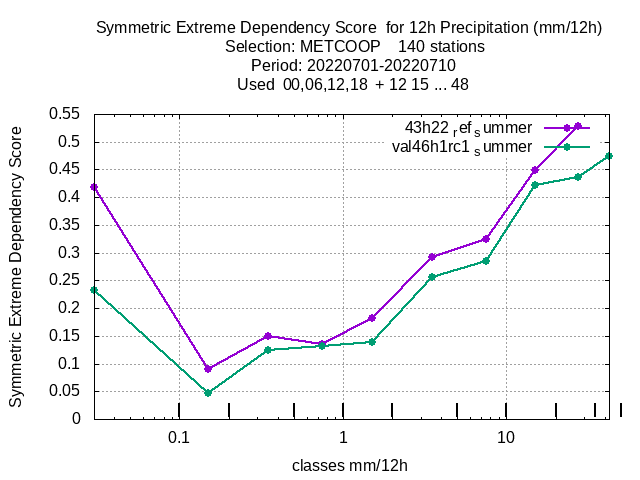 Symmetric Extreme Dependency Score for 12h Precipitation (mm/12h)
Selection: METCOOP 140 stations
Period: 20220701-20220710
Used 00,06,12,18 + 12 15 ... 48
43h22 ref summer
val46h1rc1 summer
Symmetric Extreme Dependency Score
0.55
0.5
0.45
0.4
0.35
0.3
0.25
0.2
0.15
0.1
0.05
0
0.1 1 10
classes mm/12h